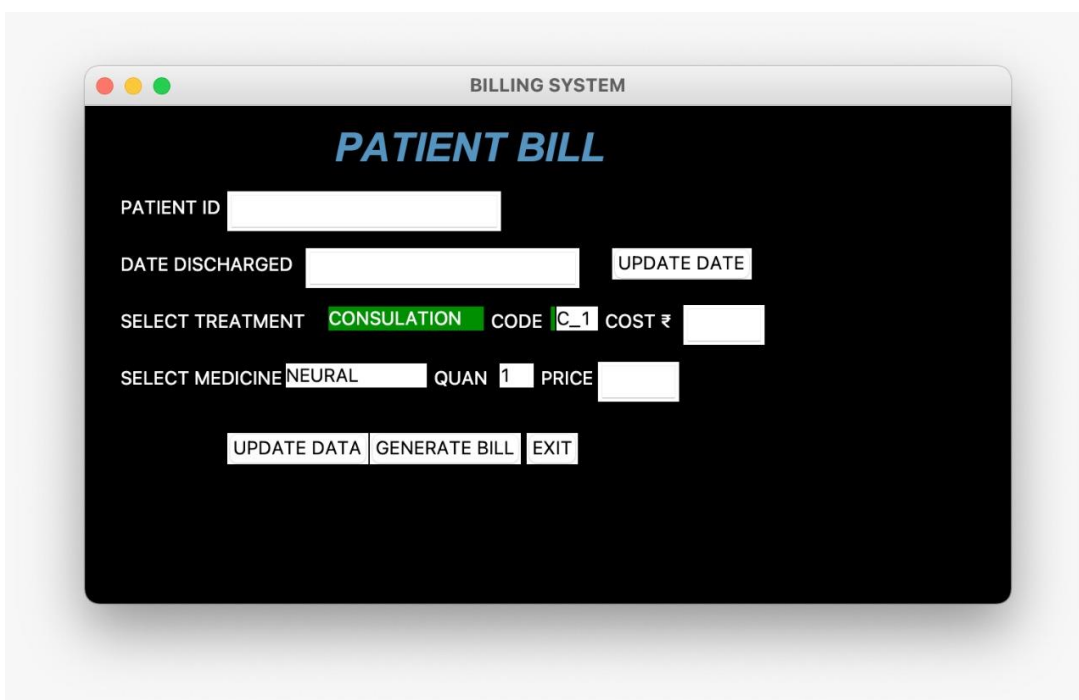 BILLING SYSTEM
PATIENT BILL
PATIENT ID
DATE DISCHARGED UPDATE DATE
SELECT TREATMENT CONSULATION CODE C_1 COST ₹
SELECT MEDICINE NEURAL QUAN 1 PRICE
UPDATE DATA GENERATE BILL EXIT